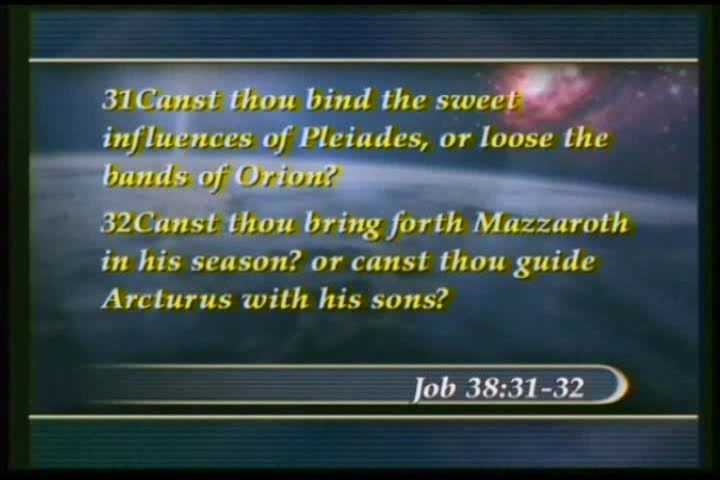 31Canst thou bind the sweet
influences of Pleiades, or loose the
bands of Orion?
32Canst thou bring forth Mazzaroth
in his season? or canst thou guide
Arcturus with his sons?
Job 38:31-32